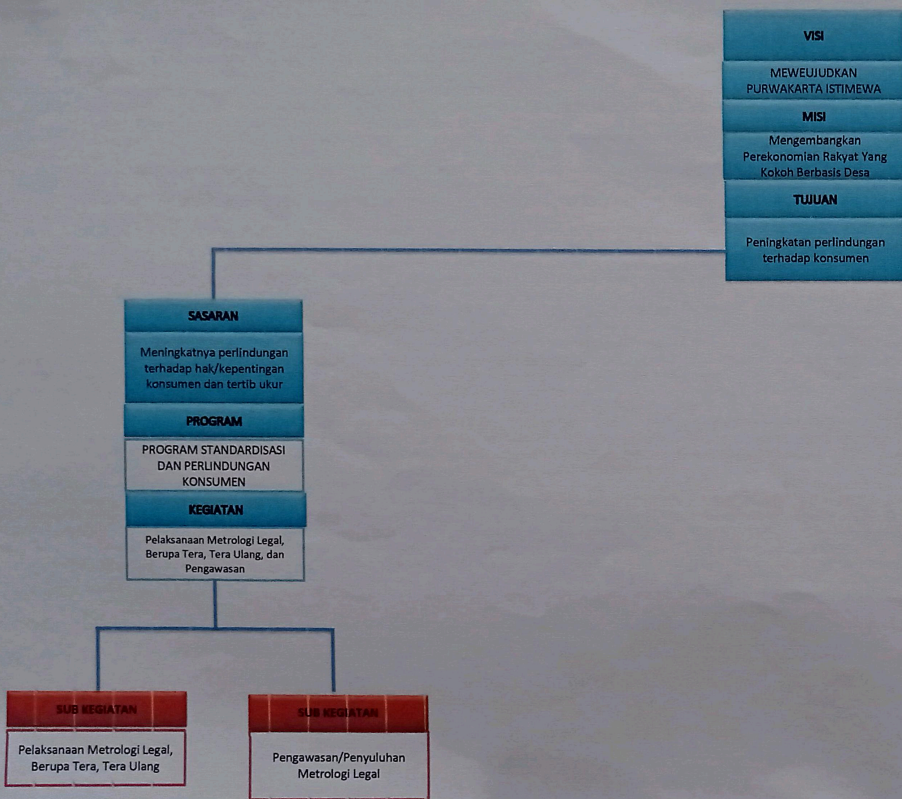 VISI
MEWEUJUDKAN
PURWAKARTA ISTIMEWA
MISI
Mengembangkan
Perekonomian Rakyat Yang
Kokoh Berbasis Desa
TUJUAN
Peningkatan perlindungan
terhadap konsumen
SASARAN
Meningkatnya perlindungan
terhadap hak/kepentingan
konsumen dan tertib ukur
PROGRAM
PROGRAM STANDARDISASI
DAN PERLINDUNGAN
KONSUMEN
KEGIATAN
Pelaksanaan Metrologi Legal,
Berupa Tera, Tera Ulang, dan
Pengawasan
SUB KEGIATAN
Pelaksanaan Metrologi Legal,
Berupa Tera, Tera Ulang
SUB KEGIATAN
Pengawasan/Penyuluhan
Metrologi Legal